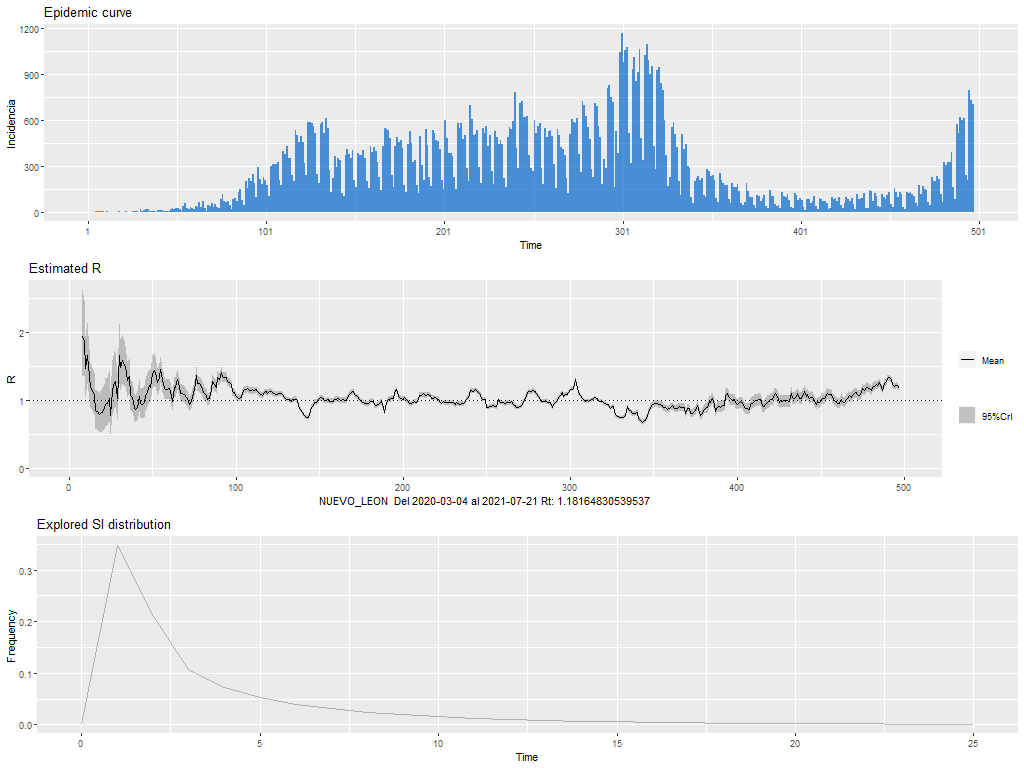 Epidemic curve
1200
900
600
300
0
Incidencia
1 101 201 301 401 501
Time
Estimated R
2
1
0
R
Mean
95%CrI
0 100 200 300 400 500
NUEVO_LEON Del 2020-03-04 al 2021-07-21 Rt: 1.18164830539537
Explored SI distribution
0.3
0.2
0.1
0.0
Frequency
0 5 10 15 20 25
Time